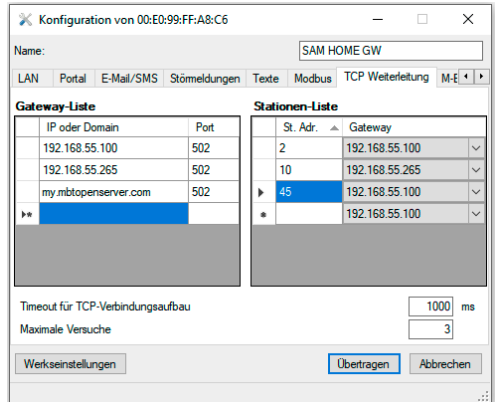 Konfiguration von 00:E0:99:FF:A8:C6
Name: SAM HOME GW
LAN Portal E-Mail/SMS Störmeldungen Texte Modbus TCP Weiterleitung M-E
Gateway-Liste Stationen-Liste
IP oder Domain Port St. Adr. Gateway
192.168.55.100 502 2 192.168.55.100
192.168.55.265 502 10 192.168.55.265
my.mbtopenserver.com 502 45 192.168.55.100
192.168.55.100
Timeout für TCP-Verbindungsaufbau 1000 ms
Maximale Versuche 3
Werkseinstellungen Übertragen Abbrechen